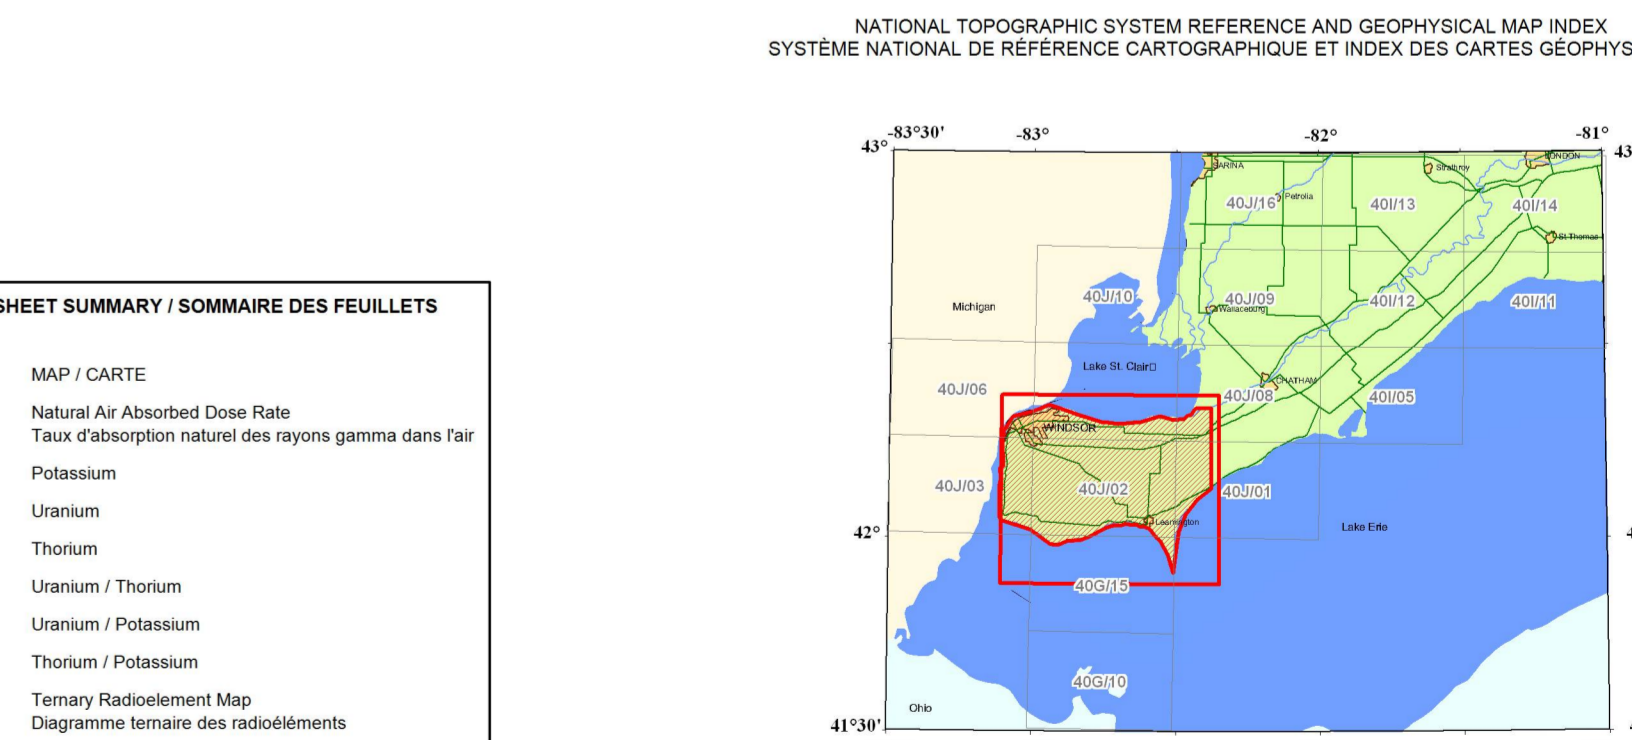 NATIONAL TOPOGRAPHIC SYSTEM REFERENCE AND GEOPHYSICAL MAP INDEX
SYSTÈME NATIONAL DE RÉFÉRENCE CARTOGRAPHIQUE ET INDEX DES CARTES GÉOPHYS
SHEET SUMMARY / SOMMAIRE DES FEUILLETS
MAP / CARTE
Natural Air Absorbed Dose Rate
Taux d'absorption naturel des rayons gamma dans l'air
Potassium
Uranium
Thorium
Uranium / Thorium
Uranium / Potassium
Thorium / Potassium
Ternary Radioelement Map
Diagramme ternaire des radioéléments
-83°30' -83° -82° -81°
43° 43
SARINA Strathroy LONDON
40J/16 Petrolia 40I/13 40I/14
St. Thomas
40J/10 40J/09 40I/12 40I/11
Michigan Wallaceburg
Lake St. Clair
40J/06 CHATHAM
40J/08 40I/05
WINDSOR
40J/03 40J/02 40J/01
42° Leamington Lake Erie 4
40G/15
40G/10
Ohio
41°30'